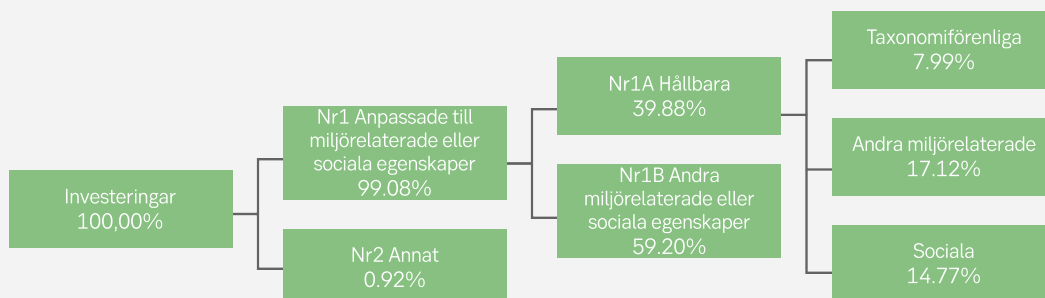 Investeringar
100,00%
Nr1 Anpassade till
miljörelaterade eller
sociala egenskaper
99.08%
Nr2 Annat
0.92%
Nr1A Hållbara
39.88%
Nr1B Andra
miljörelaterade eller
sociala egenskaper
59.20%
Taxonomiförenliga
7.99%
Andra miljörelaterade
17.12%
Sociala
14.77%